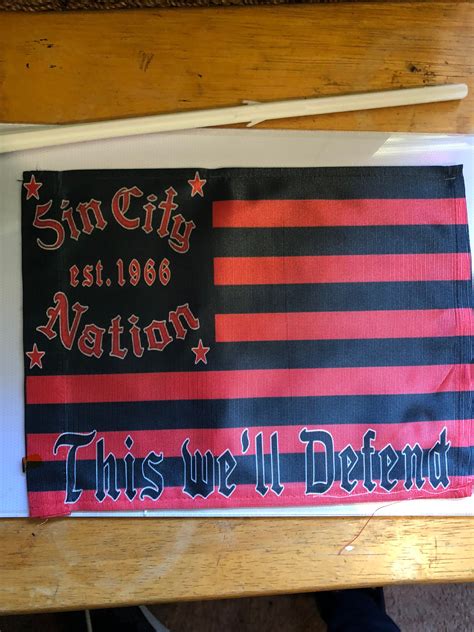 Sin City
est. 1966
Nation
This we'll Defend